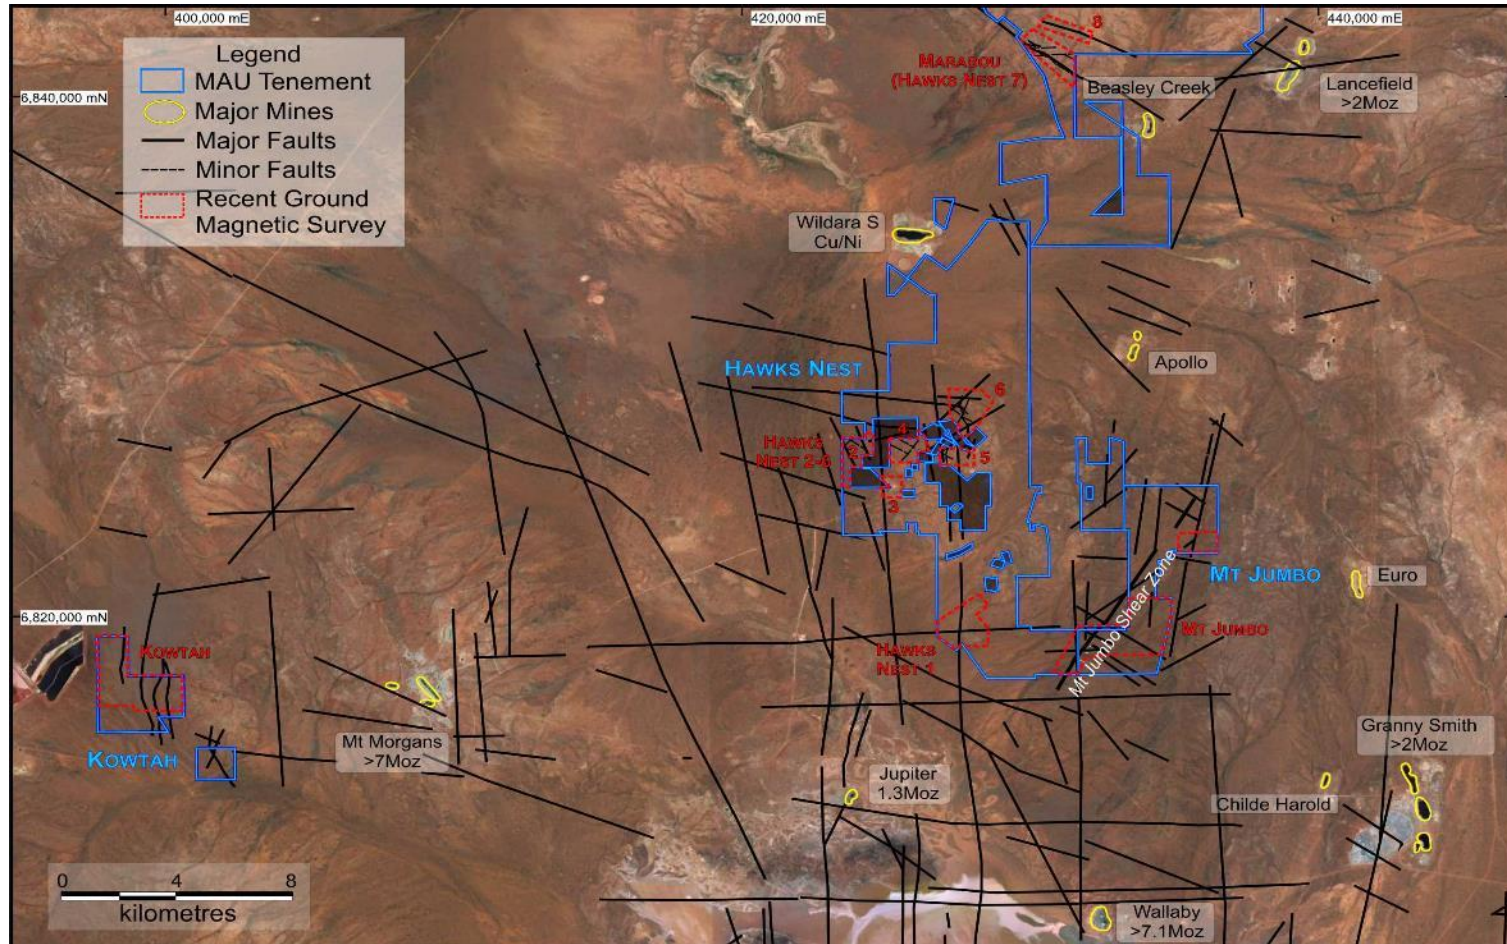 400,000 mE
420,000 mE
440,000 mE
6,840,000 mN
6,820,000 mN
Legend
MAU Tenement
Major Mines
Major Faults
Minor Faults
Recent Ground
Magnetic Survey
8
MARABOU
(HAWKS NEST 7)
Beasley Creek
Lancefield
>2Moz
Wildara S
Cu/Ni
Apollo
HAWKS NEST
6
HAWKS
NEST 2-6
2
4
5
3
Mt Jumbo Shear Zone
MT JUMBO
Euro
MT JUMBO
HAWKS
NEST 1
KOWTAH
KOWTAH
Mt Morgans
>7Moz
Jupiter
1.3Moz
Granny Smith
>2Moz
Childe Harold
Wallaby
>7.1Moz
0 4 8
kilometres